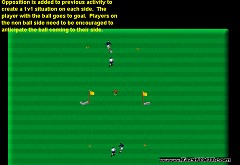 Opposition is added to previous activity to
create a 1v1 situation on each side.  The
player with the ball goes to goal.  Players on
the non ball side need to be encouraged to
anticipate the ball coming to their side.